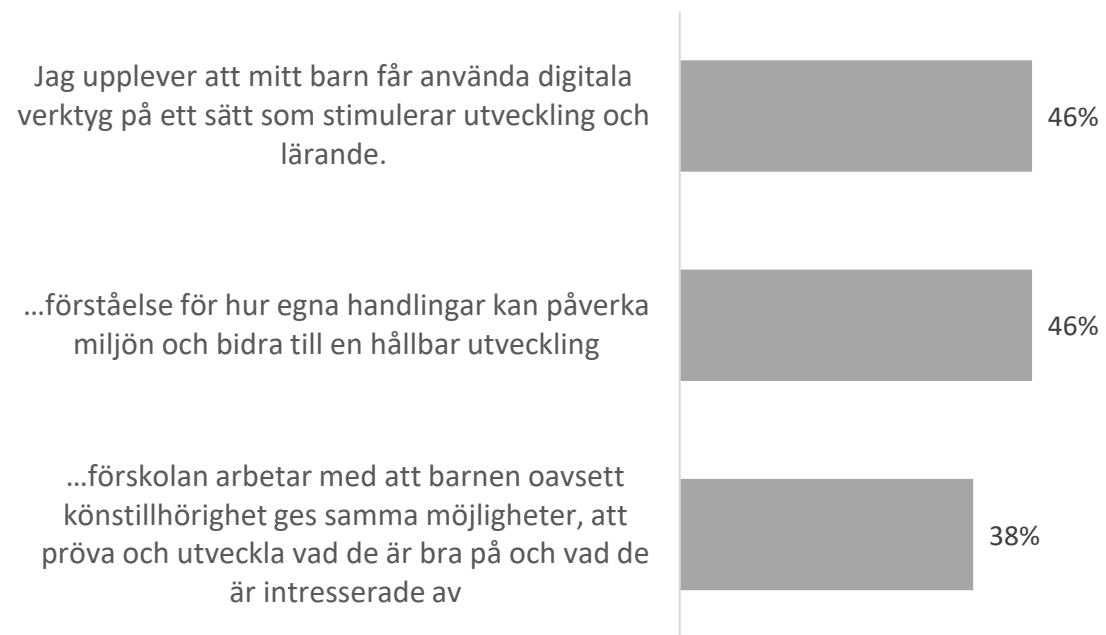 Jag upplever att mitt barn får använda digitala
verktyg på ett sätt som stimulerar utveckling och
lärande.
46%
…förståelse för hur egna handlingar kan påverka
miljön och bidra till en hållbar utveckling
46%
…förskolan arbetar med att barnen oavsett
könstillhörighet ges samma möjligheter, att
pröva och utveckla vad de är bra på och vad de
är intresserade av
38%